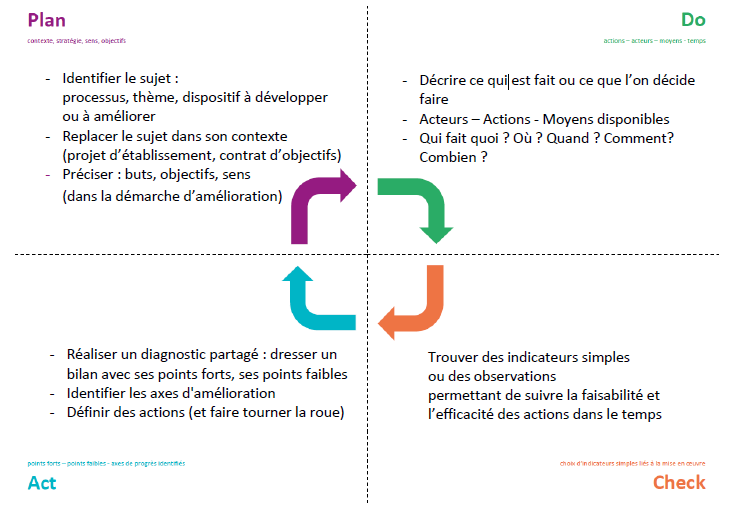 Plan
contexte, stratégie, sens, objectifs
- Identifier le sujet :
processus, thème, dispositif à développer
ou à améliorer
- Replacer le sujet dans son contexte
(projet d’établissement, contrat d’objectifs)
- Préciser : buts, objectifs, sens
(dans la démarche d’amélioration)
Do
actions – acteurs – moyens - temps
- Décrire ce qui est fait ou ce que l’on décide
faire
- Acteurs – Actions - Moyens disponibles
- Qui fait quoi ? Où ? Quand ? Comment?
Combien ?
- Réaliser un diagnostic partagé : dresser un
bilan avec ses points forts, ses points faibles
- Identifier les axes d'amélioration
- Définir des actions (et faire tourner la roue)
points forts – points faibles - axes de progrès identifiés
Act
Trouver des indicateurs simples
ou des observations
permettant de suivre la faisabilité et
l’efficacité des actions dans le temps
choix d’indicateurs simples liés à la mise en œuvre
Check